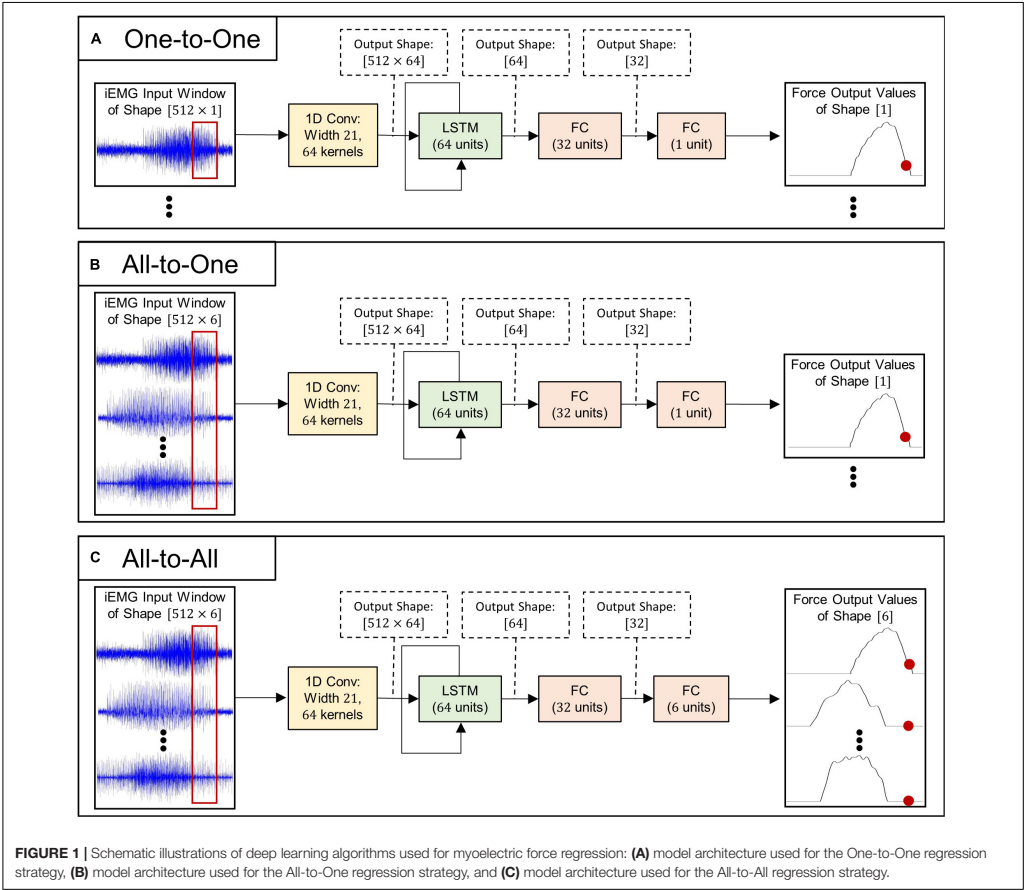 A One-to-One
iEMG Input Window
of Shape [512 × 1]
1D Conv:
Width 21,
64 kernels
Output Shape:
[512 × 64]
LSTM
(64 units)
Output Shape:
[64]
FC
(32 units)
Output Shape:
[32]
FC
(1 unit)
Force Output Values
of Shape [1]
B All-to-One
iEMG Input Window
of Shape [512 × 6]
1D Conv:
Width 21,
64 kernels
Output Shape:
[512 × 64]
LSTM
(64 units)
Output Shape:
[64]
FC
(32 units)
Output Shape:
[32]
FC
(1 unit)
Force Output Values
of Shape [1]
C All-to-All
iEMG Input Window
of Shape [512 × 6]
1D Conv:
Width 21,
64 kernels
Output Shape:
[512 × 64]
LSTM
(64 units)
Output Shape:
[64]
FC
(32 units)
Output Shape:
[32]
FC
(6 units)
Force Output Values
of Shape [6]
FIGURE 1 | Schematic illustrations of deep learning algorithms used for myoelectric force regression: (A) model architecture used for the One-to-One regression
strategy, (B) model architecture used for the All-to-One regression strategy, and (C) model architecture used for the All-to-All regression strategy.